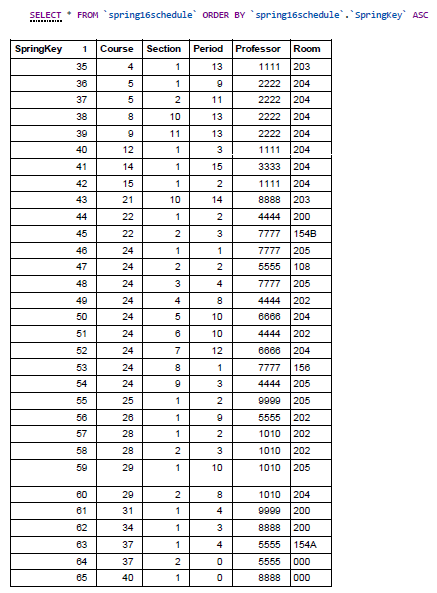 SELECT * FROM `spring16schedule` ORDER BY `spring16schedule`.`SpringKey` ASC
SpringKey 1 Course Section Period Professor Room
35 4 1 13 1111 203
36 5 1 9 2222 204
37 5 2 11 2222 204
38 8 10 13 2222 204
39 9 11 13 2222 204
40 12 1 3 1111 204
41 14 1 15 3333 204
42 15 1 2 1111 204
43 21 10 14 8888 203
44 22 1 2 4444 200
45 22 2 3 7777 154B
46 24 1 1 7777 205
47 24 2 2 5555 108
48 24 3 4 7777 205
49 24 4 8 4444 202
50 24 5 10 6666 204
51 24 6 10 4444 202
52 24 7 12 6666 204
53 24 8 1 7777 156
54 24 9 3 4444 205
55 25 1 2 9999 205
56 26 1 9 5555 202
57 28 1 2 1010 202
58 28 2 3 1010 202
59 29 1 10 1010 205
60 29 2 8 1010 204
61 31 1 4 9999 200
62 34 1 3 8888 200
63 37 1 4 5555 154A
64 37 2 0 5555 000
65 40 1 0 8888 000